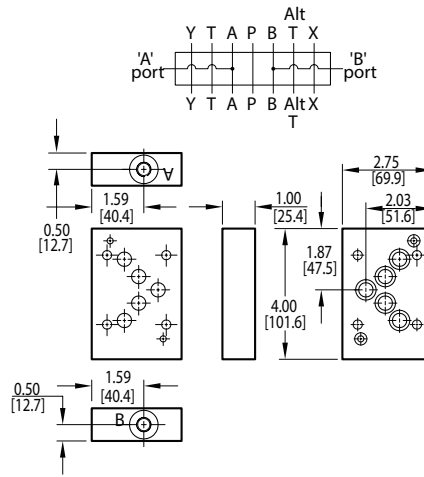 Alt
Y T A P B T X
'A' port
'B' port
Y T A P B Alt X
T
A
0.50
[12.7]
1.59
[40.4]
1.00
[25.4]
2.75
[69.9]
2.03
[51.6]
1.87
[47.5]
4.00
[101.6]
0.50
[12.7]
1.59
[40.4]
B